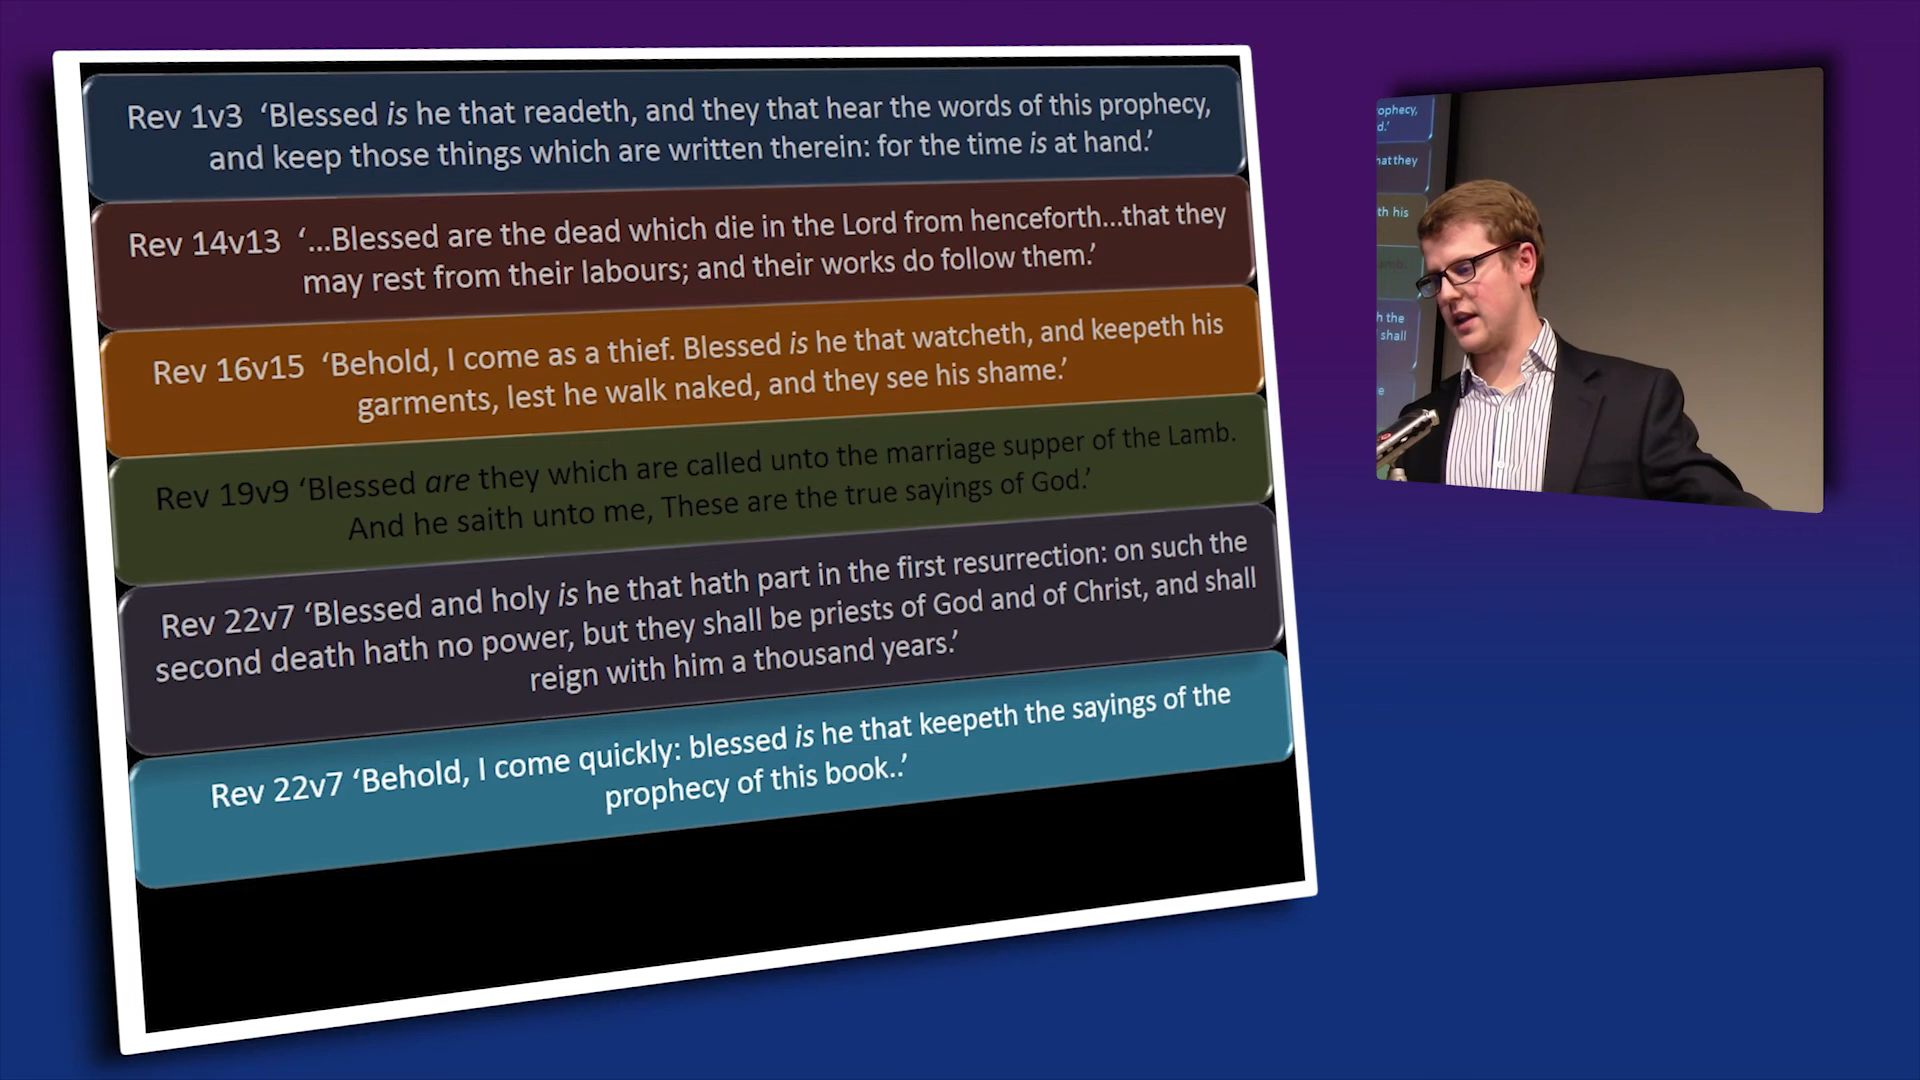 Rev 1v3 ‘Blessed is he that readeth, and they that hear the words of this prophecy,
and keep those things which are written therein: for the time is at hand.’
Rev 14v13 ‘...Blessed are the dead which die in the Lord from henceforth...that they
may rest from their labours; and their works do follow them.’
Rev 16v15 ‘Behold, I come as a thief. Blessed is he that watcheth, and keepeth his
garments, lest he walk naked, and they see his shame.’
Rev 19v9 ‘Blessed are they which are called unto the marriage supper of the Lamb.
And he saith unto me, These are the true sayings of God.’
Rev 22v7 ‘Blessed and holy is he that hath part in the first resurrection: on such the
second death hath no power, but they shall be priests of God and of Christ, and shall
reign with him a thousand years.’
Rev 22v7 ‘Behold, I come quickly: blessed is he that keepeth the sayings of the
prophecy of this book..’
ophecy,
d.’
hat they
th his
amb.
h the
shall
e